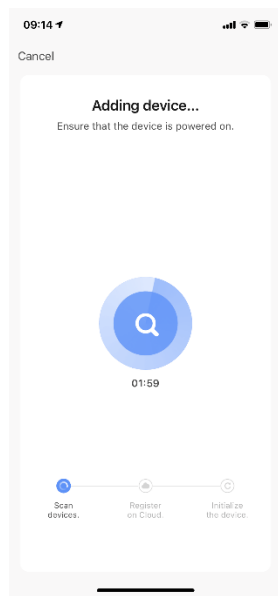 09:14
Cancel
Adding device...
Ensure that the device is powered on.
01:59
Scan
devices.
Register
on Cloud.
Initialize
the device.